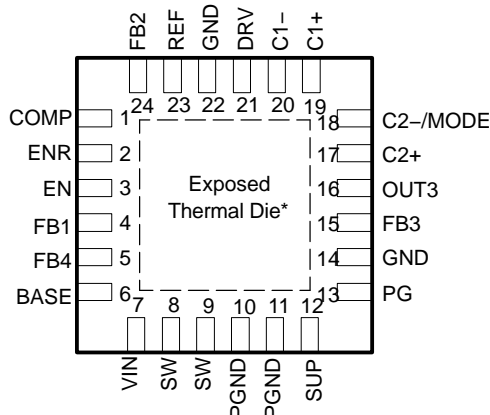 FB2 REF GND DRV C1− C1+
24 23 22 21 20 19
COMP 1
ENR 2
EN 3
FB1 4
FB4 5
BASE 6
Exposed
Thermal Die*
18 C2−/MODE
17 C2+
16 OUT3
15 FB3
14 GND
13 PG
7 8 9 10 11 12
VIN SW SW PGND PGND SUP